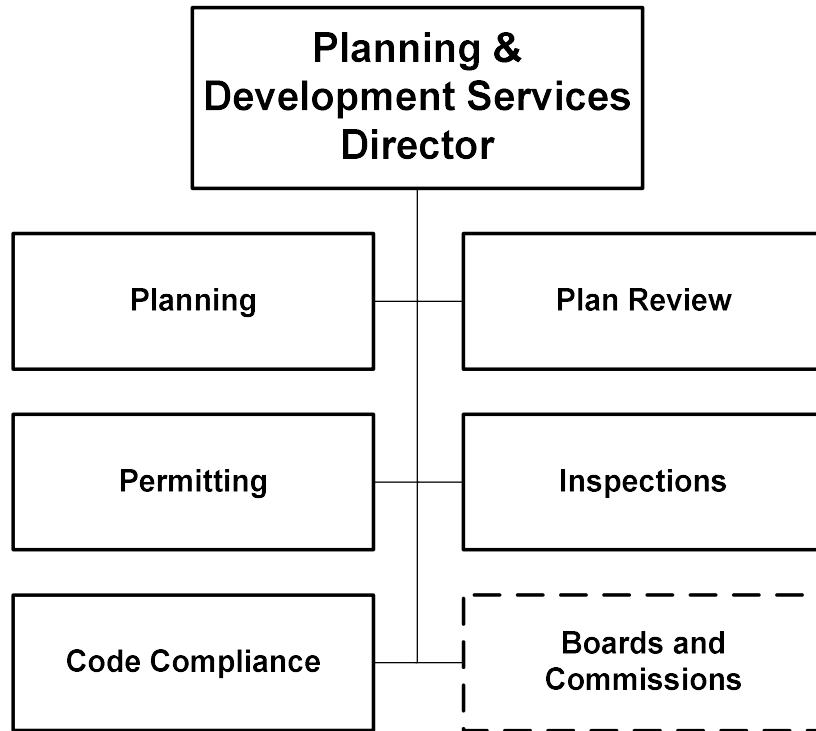 Planning &
Development Services
Director
Planning
Plan Review
Permitting
Inspections
Code Compliance
Boards and
Commissions